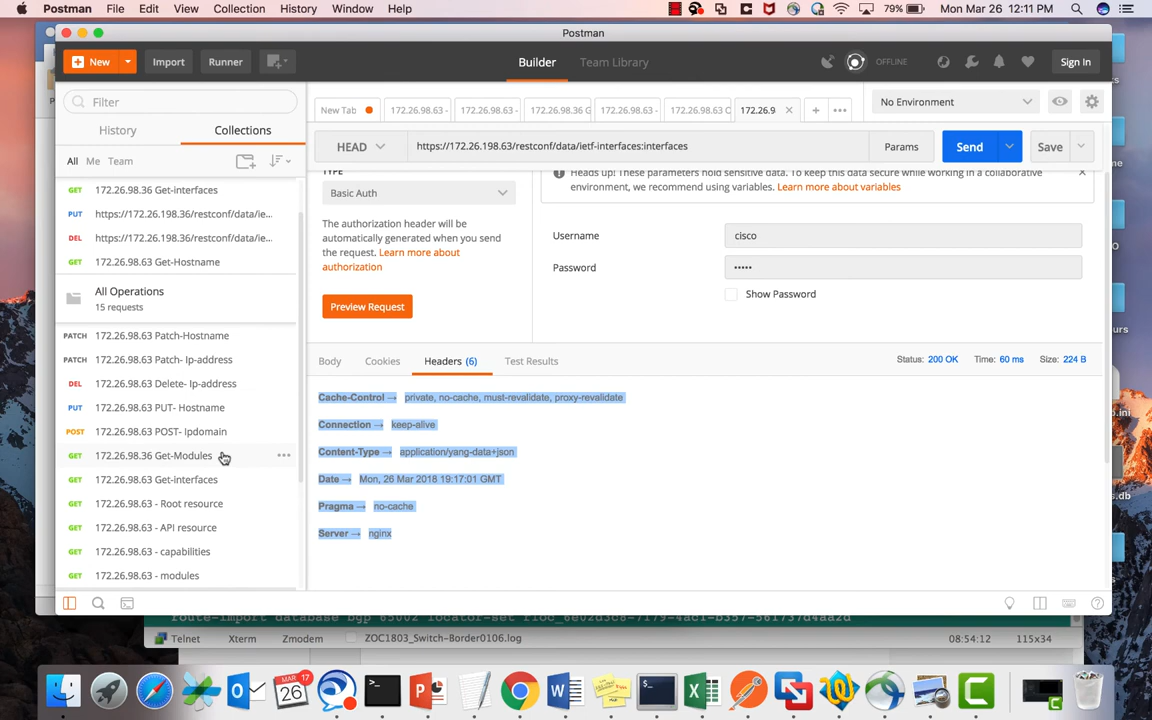 Postman File Edit View Collection History Window Help 79% Mon Mar 26 12:11 PM
Postman
New Import Runner Builder Team Library OFFLINE Sign In
Filter
History Collections
All Me Team
GET 172.26.98.36 Get-interfaces
PUT https://172.26.198.36/restconf/data/ie...
DEL https://172.26.198.36/restconf/data/ie...
GET 172.26.98.63 Get-Hostname
All Operations
15 requests
PATCH 172.26.98.63 Patch-Hostname
PATCH 172.26.98.63 Patch- Ip-address
DEL 172.26.98.63 Delete- Ip-address
PUT 172.26.98.63 PUT- Hostname
POST 172.26.98.63 POST- Ipdomain
GET 172.26.98.36 Get-Modules
GET 172.26.98.63 Get-Interfaces
GET 172.26.98.63 - Root resource
GET 172.26.98.63 - API resource
GET 172.26.98.63 - capabilities
GET 172.26.98.63 - modules
New Tab 172.26.98.63 - 172.26.98.63 - 172.26.98.36 G 172.26.98.63 - 172.26.98.63 C 172.26.9
No Environment
HEAD https://172.26.198.63/restconf/data/ietf-interfaces:interfaces Params Send Save
TYPE
Basic Auth
The authorization header will be
automatically generated when you send
the request. Learn more about
authorization
Preview Request
Heads up! These parameters hold sensitive data. To keep this data secure while working in a collaborative
environment, we recommend using variables. Learn more about variables
Username cisco
Password •••••
Show Password
Body Cookies Headers (6) Test Results Status: 200 OK Time: 60 ms Size: 224 B
Cache-Control → private, no-cache, must-revalidate, proxy-revalidate
Connection → keep-alive
Content-Type → application/yang-data+json
Date → Mon, 26 Mar 2018 19:17:01 GMT
Pragma → no-cache
Server → nginx
route-import database bgp 65002 locator-set
Telnet Xterm Zmodem ZOC1803_Switch-Border0106.log 08:54:12 115x34
MAR 17
26